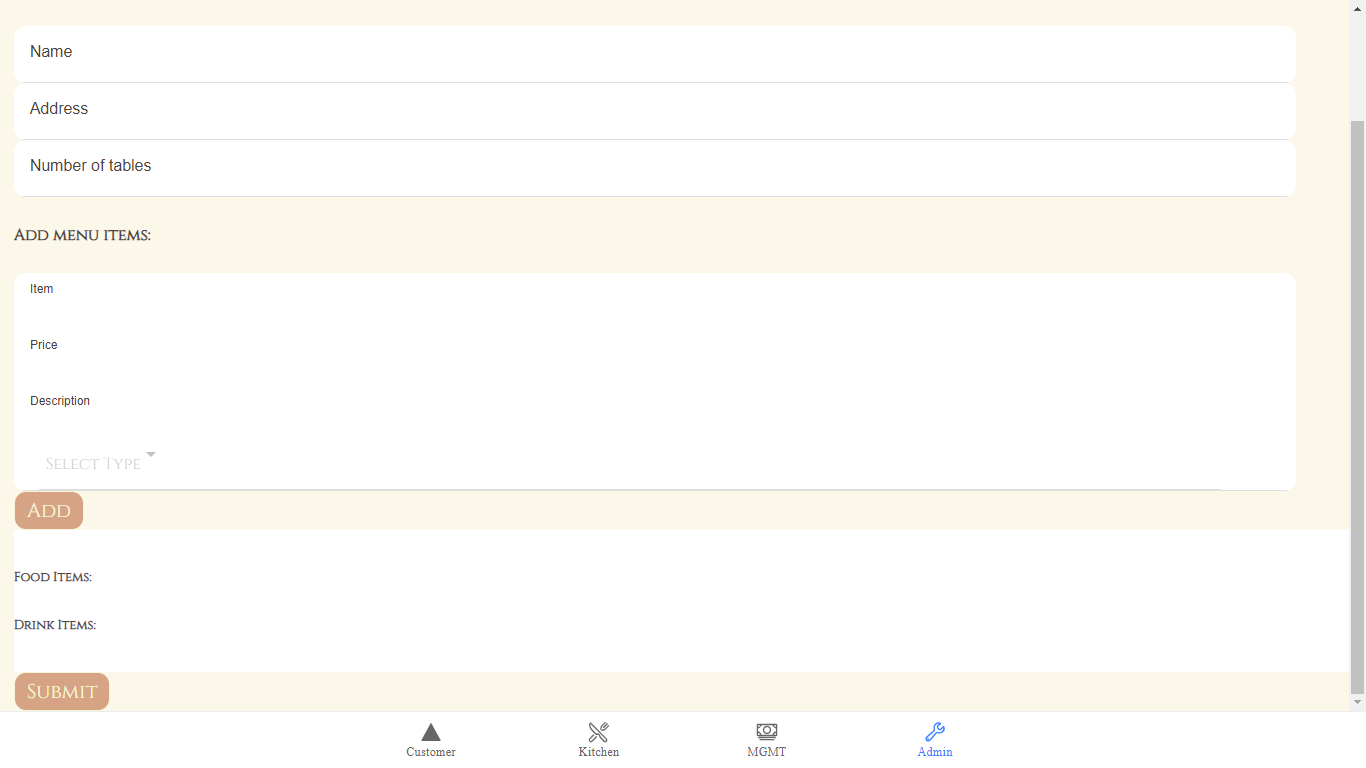 Name
Address
Number of tables
Add menu items:
Item
Price
Description
Select Type
Add
Food Items:
Drink Items:
Submit
Customer
Kitchen
MGMT
Admin